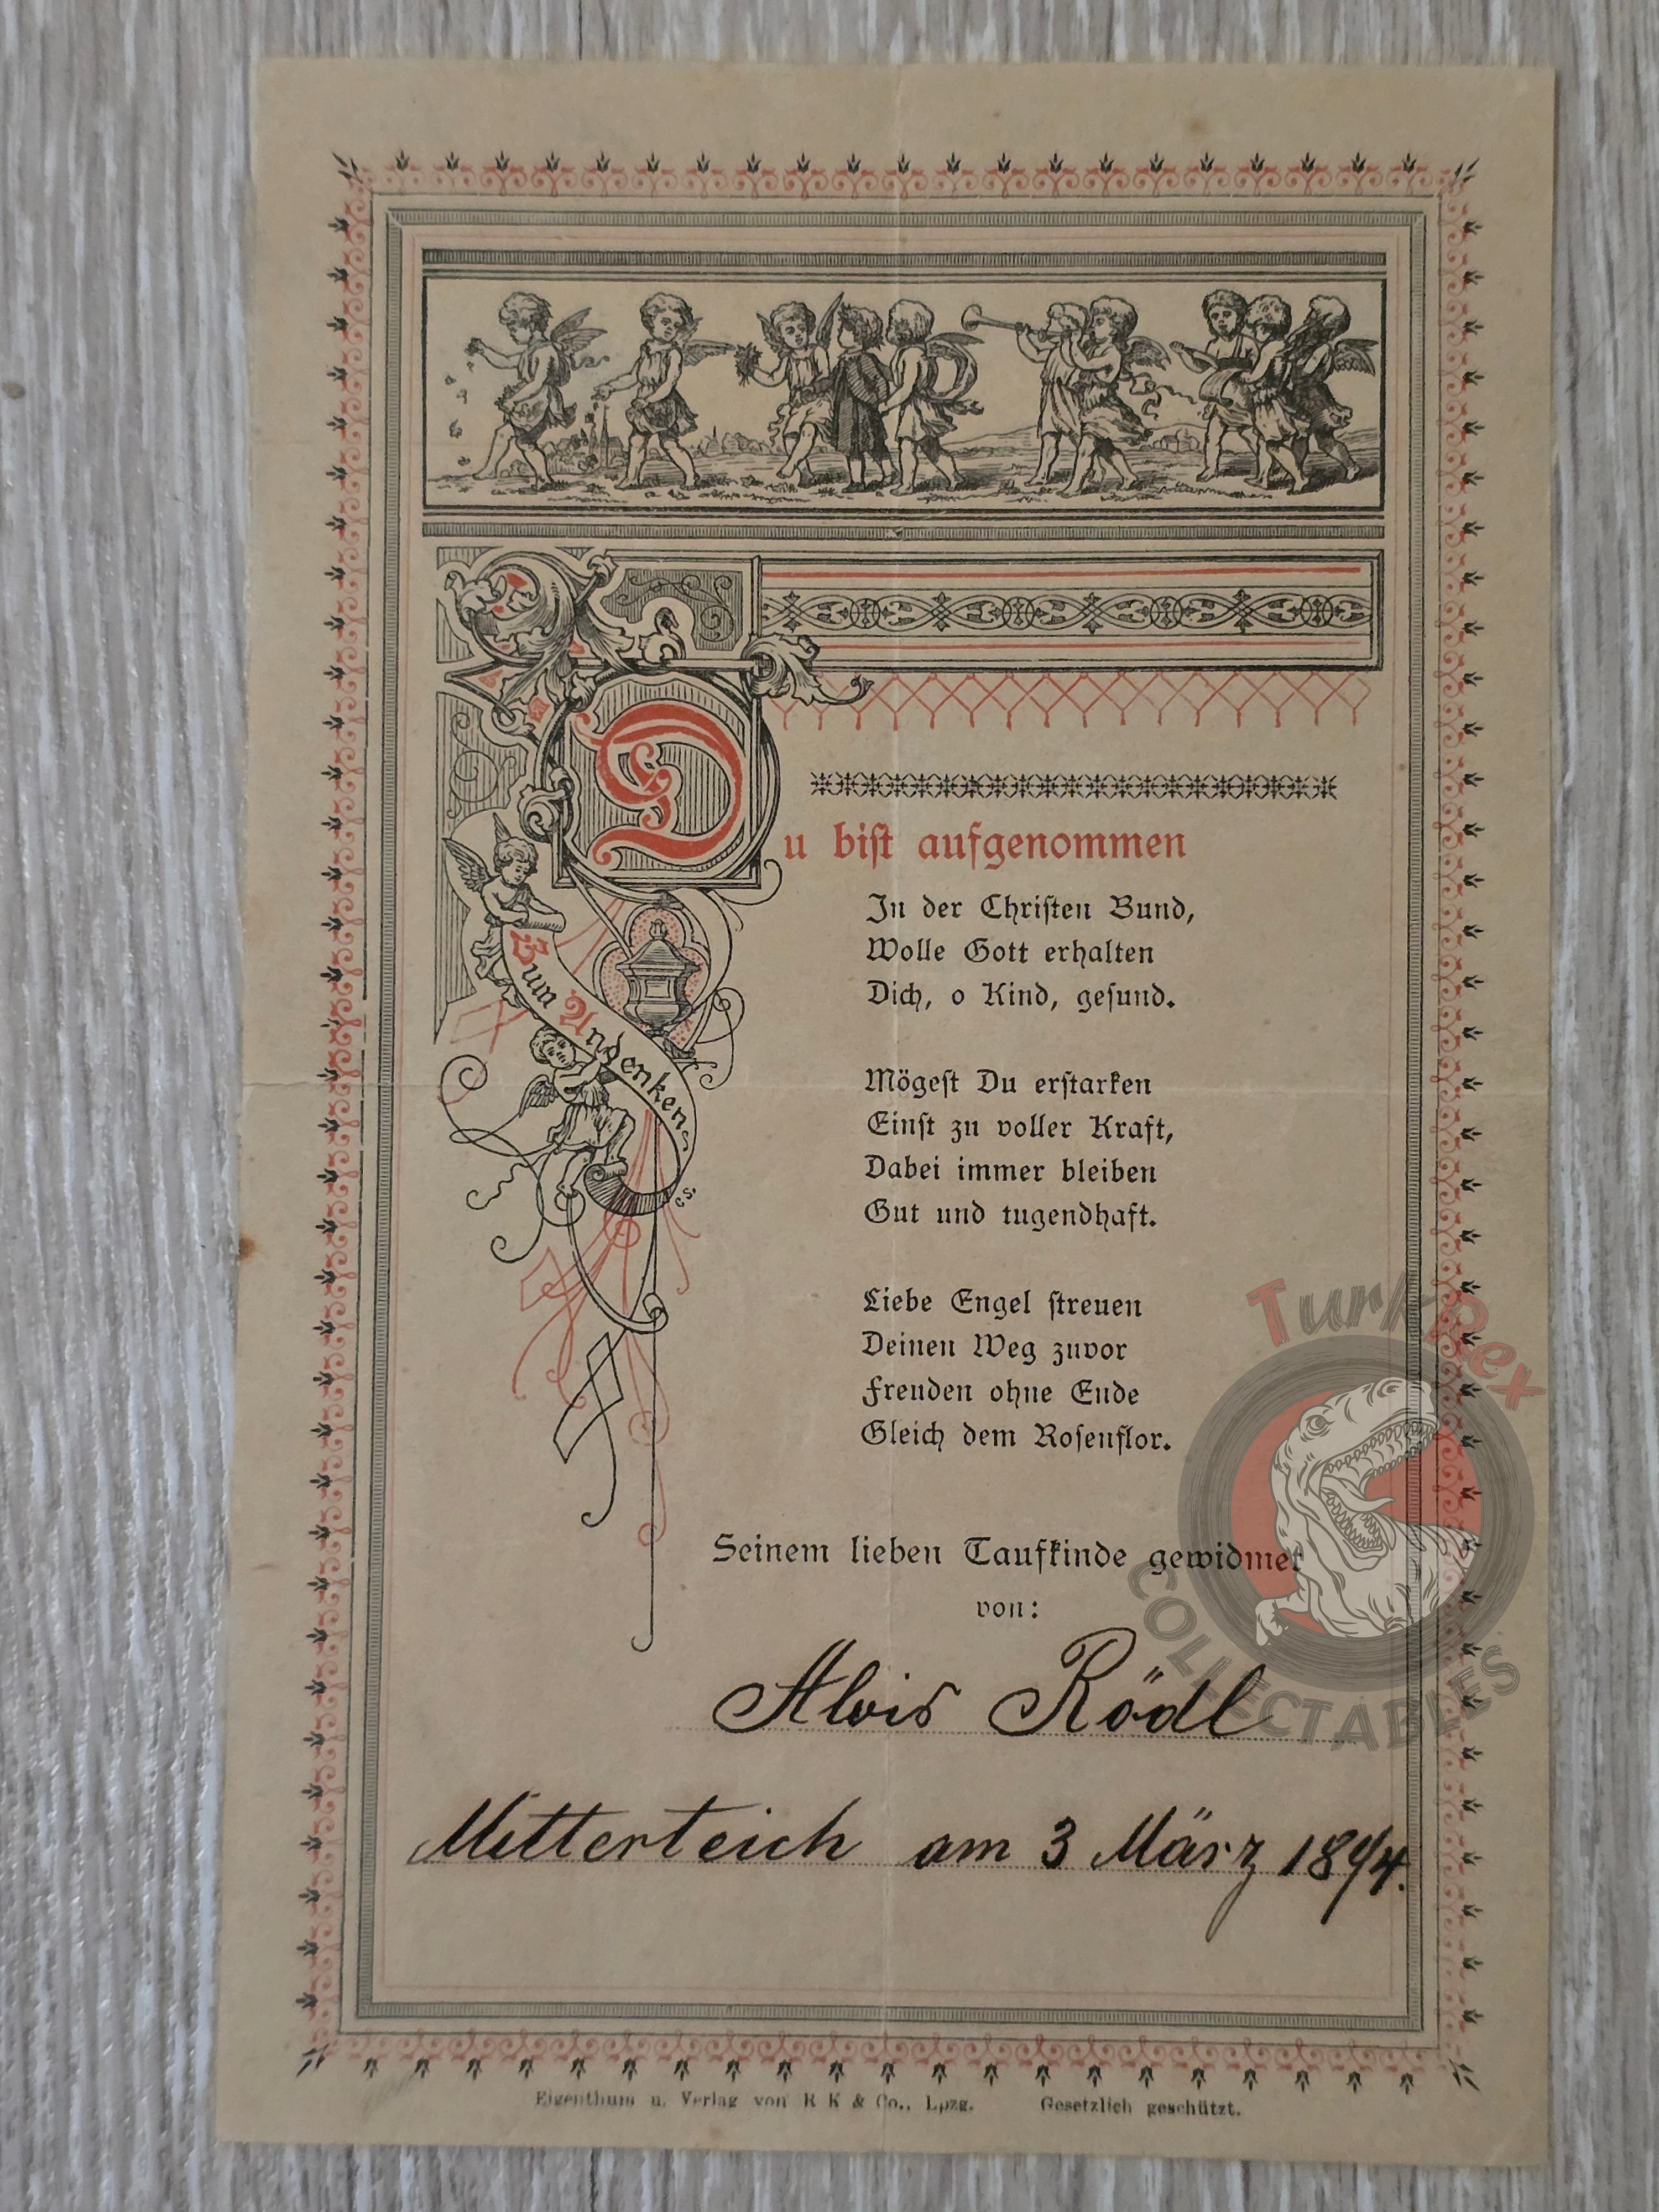 Du bist aufgenommen
In der Christen Bund,
Wolle Gott erhalten
Dich, o Kind, gesund.
Mögest Du erstarken
Einst zu voller Kraft,
Dabei immer bleiben
Gut und tugendhaft.
Liebe Engel streuen
Deinen Weg zuvor
Freuden ohne Ende
Gleich dem Rosenflor.
Zum Andenken
C.S.
Seinem lieben Taufkinde gewidmet
von:
Alois Rödl
Mitterteich am 3 März 1894.
Eigenthum u. Verlag von R K & Co., Lpzg. Gesetzlich geschützt.
TurkRex
COLLECTABLES